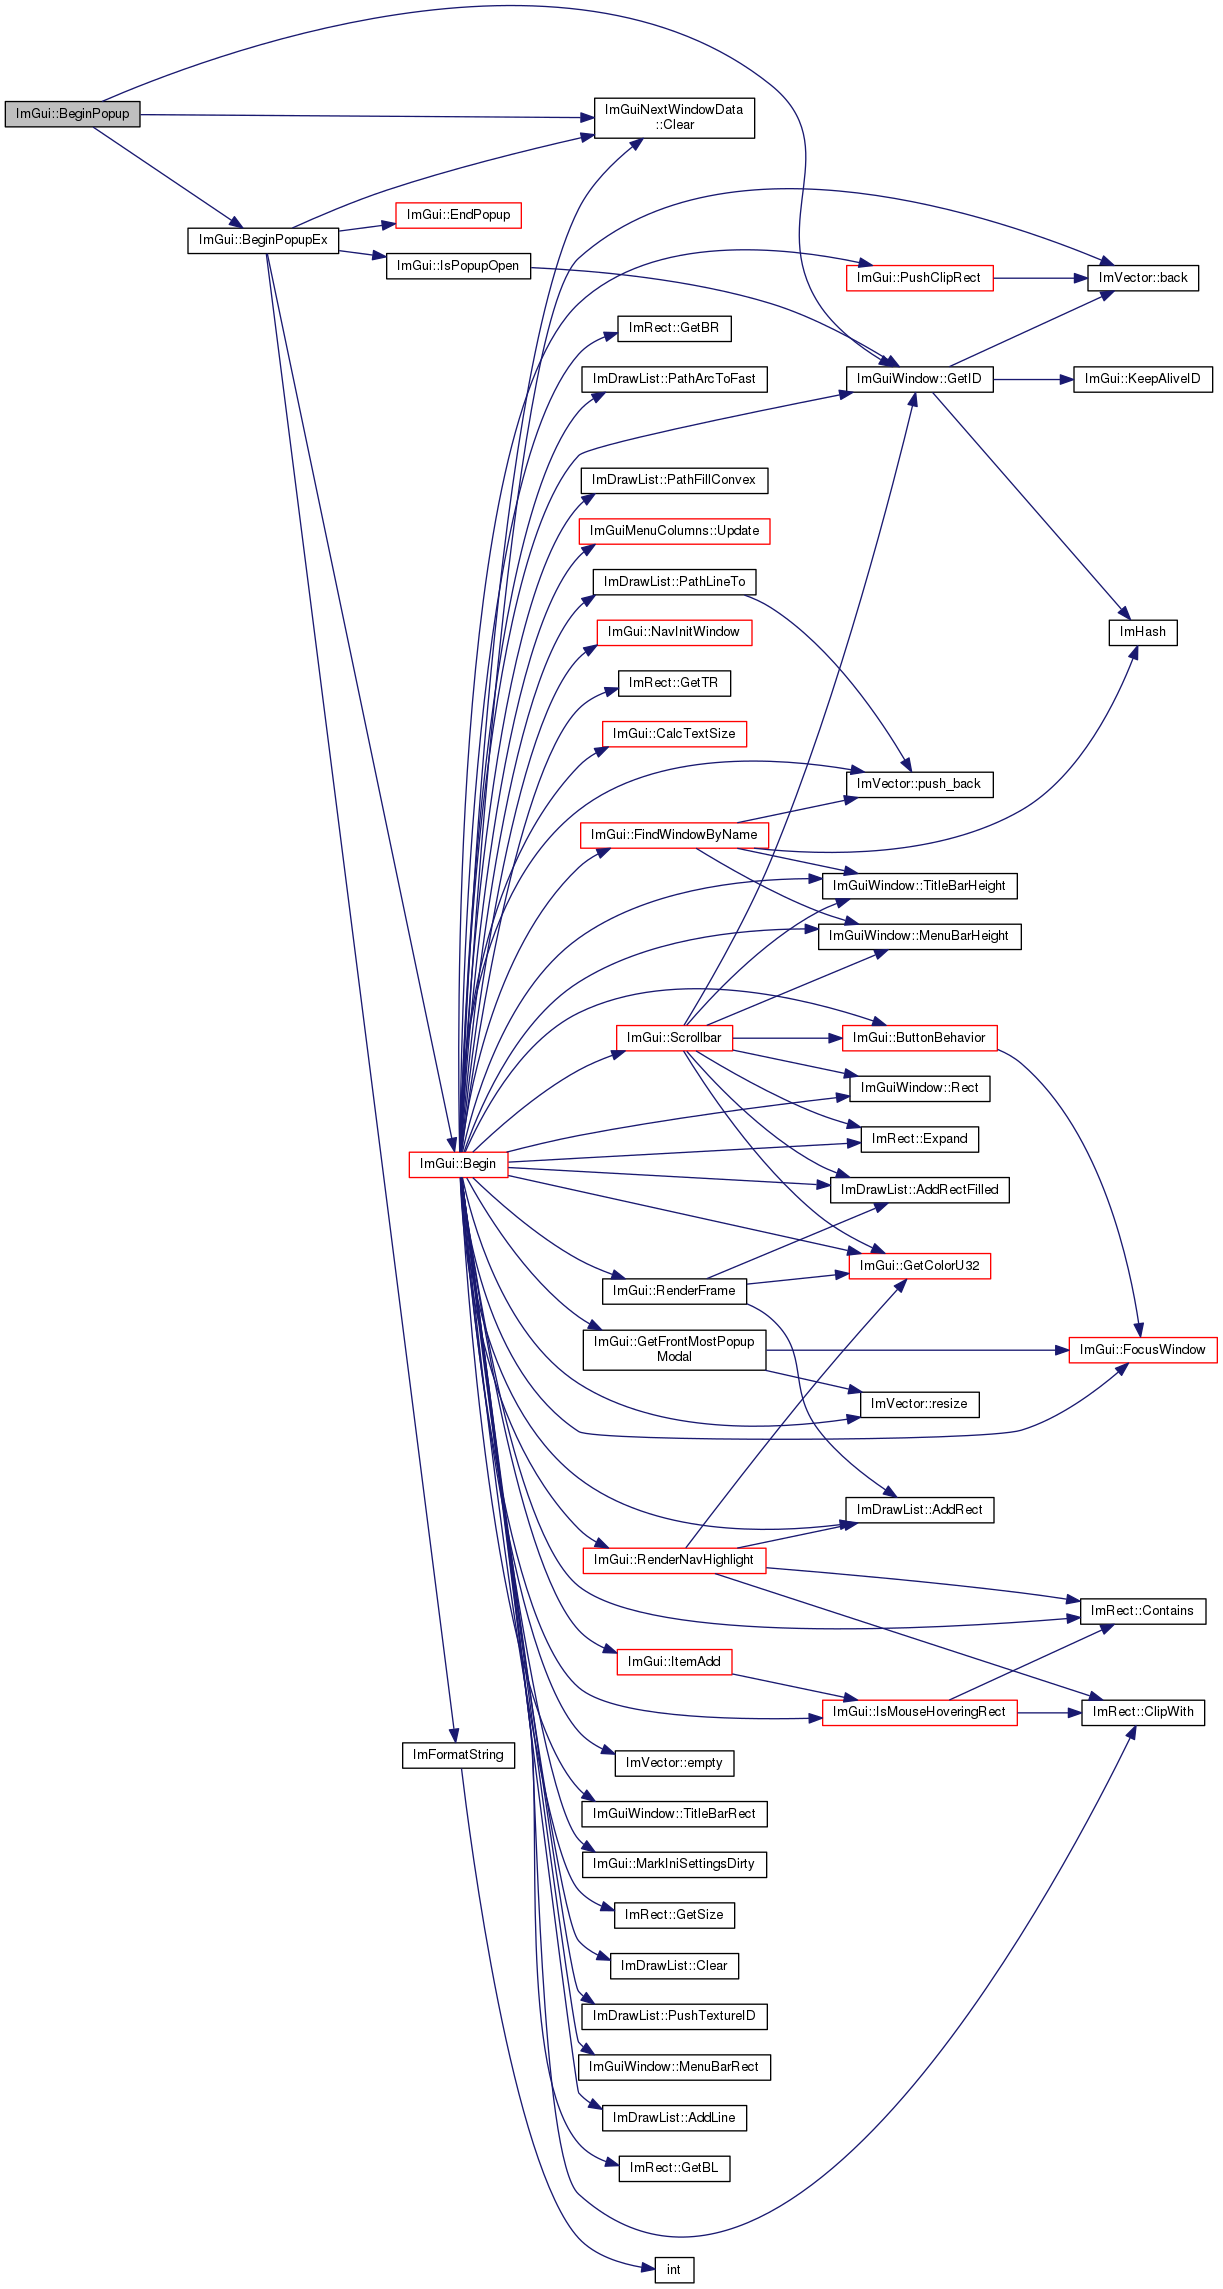 ImGui::BeginPopup
ImGuiNextWindowData
::Clear
ImGui::EndPopup
ImGui::BeginPopupEx
ImGui::IsPopupOpen
ImGui::PushClipRect
ImVector::back
ImRect::GetBR
ImDrawList::PathArcToFast
ImGuiWindow::GetID
ImGui::KeepAliveID
ImDrawList::PathFillConvex
ImGuiMenuColumns::Update
ImDrawList::PathLineTo
ImGui::NavInitWindow
ImHash
ImRect::GetTR
ImGui::CalcTextSize
ImVector::push_back
ImGui::FindWindowByName
ImGuiWindow::TitleBarHeight
ImGuiWindow::MenuBarHeight
ImGui::Scrollbar
ImGui::ButtonBehavior
ImGuiWindow::Rect
ImRect::Expand
ImGui::Begin
ImDrawList::AddRectFilled
ImGui::GetColorU32
ImGui::RenderFrame
ImGui::GetFrontMostPopup
Modal
ImGui::FocusWindow
ImVector::resize
ImDrawList::AddRect
ImGui::RenderNavHighlight
ImRect::Contains
ImGui::ItemAdd
ImGui::IsMouseHoveringRect
ImRect::ClipWith
ImFormatString
ImVector::empty
ImGuiWindow::TitleBarRect
ImGui::MarkIniSettingsDirty
ImRect::GetSize
ImDrawList::Clear
ImDrawList::PushTextureID
ImGuiWindow::MenuBarRect
ImDrawList::AddLine
ImRect::GetBL
int